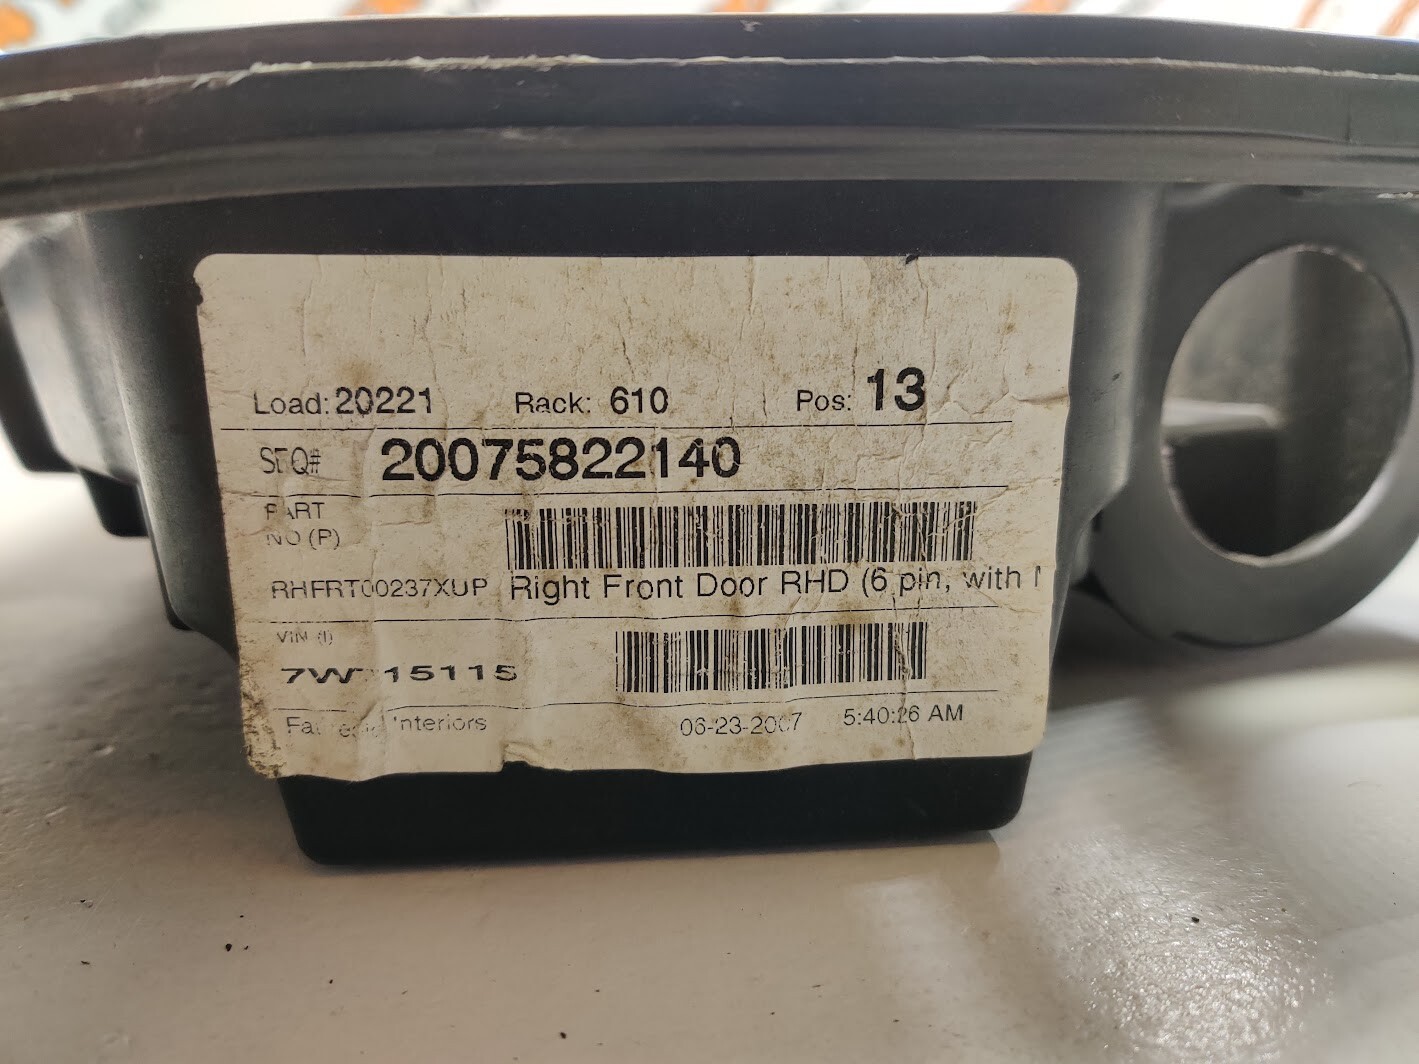 Load: 20221 Rack: 610 Pos: 13
SEQ# 20075822140
PART
NO (P)
RHFRT00237XUP Right Front Door RHD (6 pin, with
VIN (I)
15115
Interiors 06-23-2007 5:40:26 AM